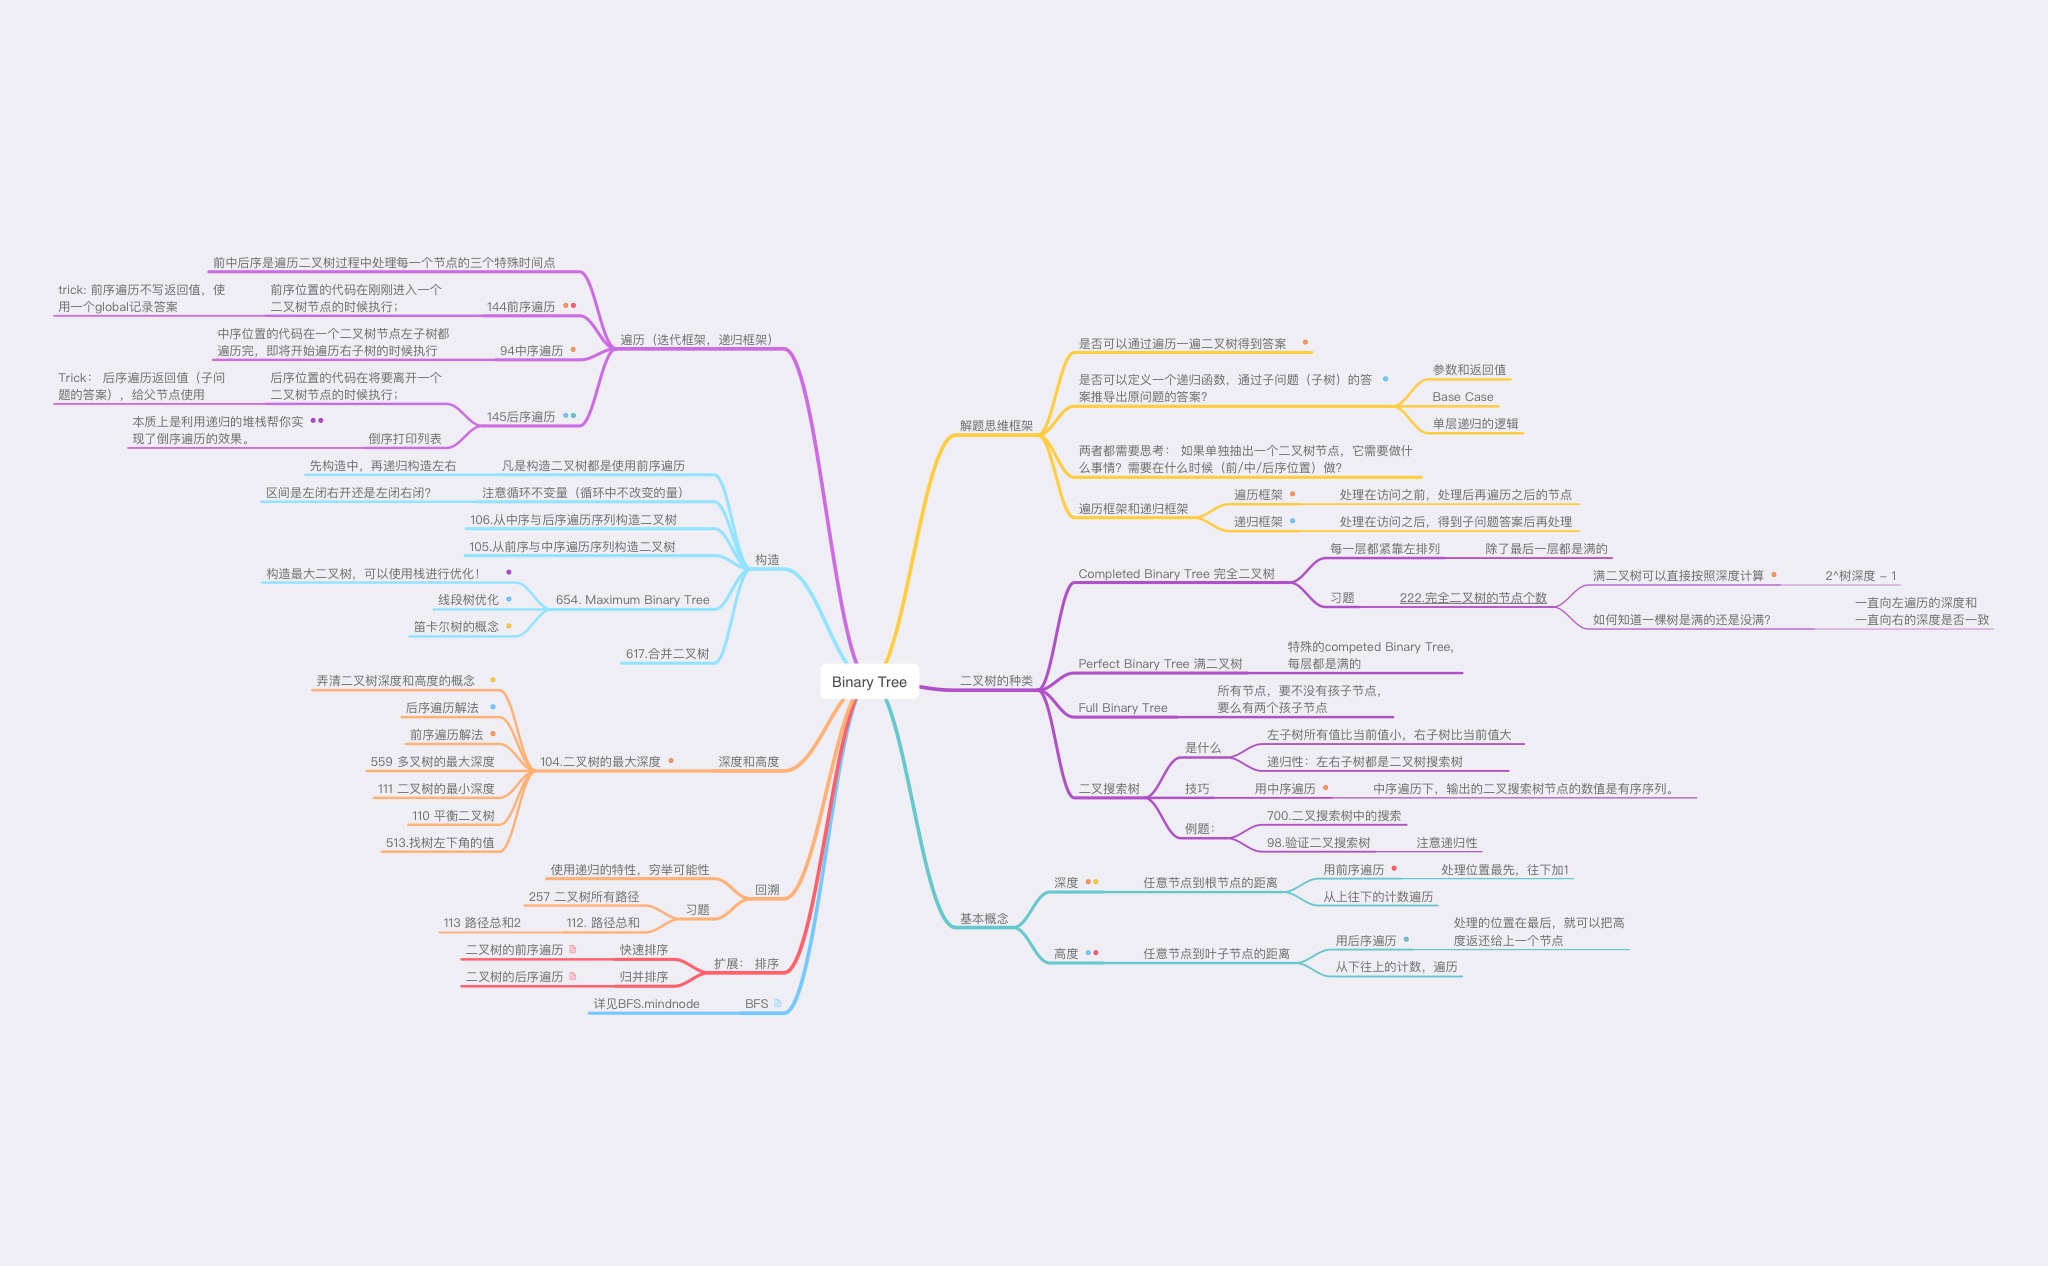 Binary Tree
解题思维框架
是否可以通过遍历一遍二叉树得到答案
是否可以定义一个递归函数，通过子问题（子树）的答
案推导出原问题的答案？
参数和返回值
Base Case
单层递归的逻辑
两者都需要思考： 如果单独抽出一个二叉树节点，它需要做什
么事情？需要在什么时候（前/中/后序位置）做？
遍历框架和递归框架
遍历框架
处理在访问之前，处理后再遍历之后的节点
递归框架
处理在访问之后，得到子问题答案后再处理
二叉树的种类
Completed Binary Tree 完全二叉树
每一层都紧靠左排列
除了最后一层都是满的
习题
222.完全二叉树的节点个数
满二叉树可以直接按照深度计算
2^树深度 – 1
如何知道一棵树是满的还是没满？
一直向左遍历的深度和
一直向右的深度是否一致
Perfect Binary Tree 满二叉树
特殊的competed Binary Tree,
每层都是满的
Full Binary Tree
所有节点，要不没有孩子节点，
要么有两个孩子节点
二叉搜索树
是什么
左子树所有值比当前值小，右子树比当前值大
递归性：左右子树都是二叉树搜索树
技巧
用中序遍历
中序遍历下，输出的二叉搜索树节点的数值是有序序列。
例题：
700.二叉搜索树中的搜索
98.验证二叉搜索树
注意递归性
基本概念
深度
任意节点到根节点的距离
用前序遍历
处理位置最先，往下加1
从上往下的计数遍历
高度
任意节点到叶子节点的距离
用后序遍历
处理的位置在最后，就可以把高
度返还给上一个节点
从下往上的计数，遍历
遍历（迭代框架，递归框架）
前中后序是遍历二叉树过程中处理每一个节点的三个特殊时间点
144前序遍历
前序位置的代码在刚刚进入一个
二叉树节点的时候执行；
trick: 前序遍历不写返回值，使
用一个global记录答案
94中序遍历
中序位置的代码在一个二叉树节点左子树都
遍历完，即将开始遍历右子树的时候执行
145后序遍历
后序位置的代码在将要离开一个
二叉树节点的时候执行；
Trick： 后序遍历返回值（子问
题的答案），给父节点使用
倒序打印列表
本质上是利用递归的堆栈帮你实
现了倒序遍历的效果。
构造
凡是构造二叉树都是使用前序遍历
先构造中，再递归构造左右
注意循环不变量（循环中不改变的量）
区间是左闭右开还是左闭右闭？
106.从中序与后序遍历序列构造二叉树
105.从前序与中序遍历序列构造二叉树
654. Maximum Binary Tree
构造最大二叉树，可以使用栈进行优化！
线段树优化
笛卡尔树的概念
617.合并二叉树
深度和高度
104.二叉树的最大深度
弄清二叉树深度和高度的概念
后序遍历解法
前序遍历解法
559 多叉树的最大深度
111 二叉树的最小深度
110 平衡二叉树
513.找树左下角的值
回溯
使用递归的特性，穷举可能性
习题
257 二叉树所有路径
112. 路径总和
113 路径总和2
扩展： 排序
快速排序
二叉树的前序遍历
归并排序
二叉树的后序遍历
BFS
详见BFS.mindnode